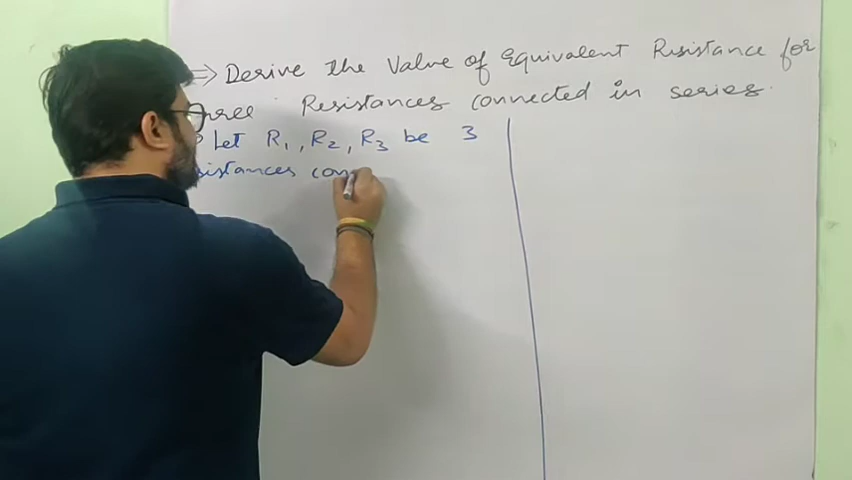 ⇒ Derive the Value of Equivalent Resistance for
Resistances connected in series.
Let R₁, R₂, R₃ be 3